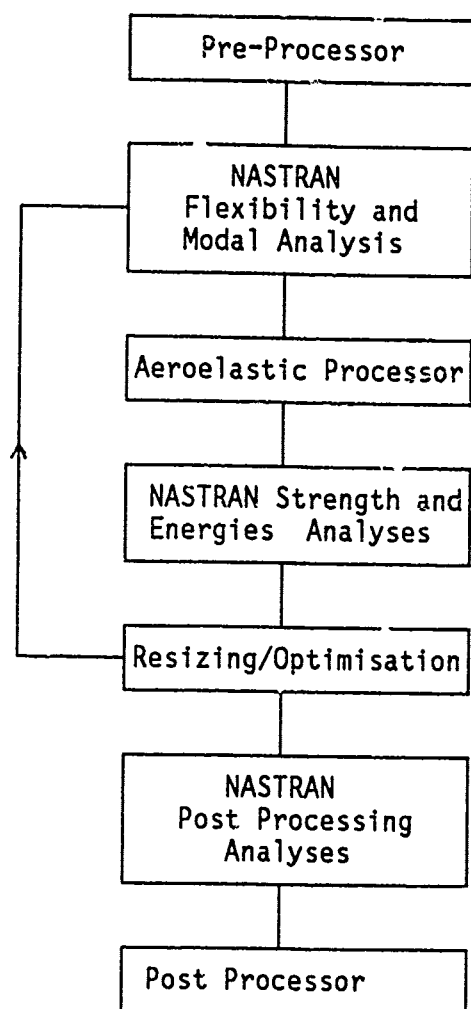 Pre-Processor
NASTRAN
Flexibility and
Modal Analysis
Aeroelastic Processor
NASTRAN Strength and
Energies Analyses
Resizing/Optimisation
NASTRAN
Post Processing
Analyses
Post Processor